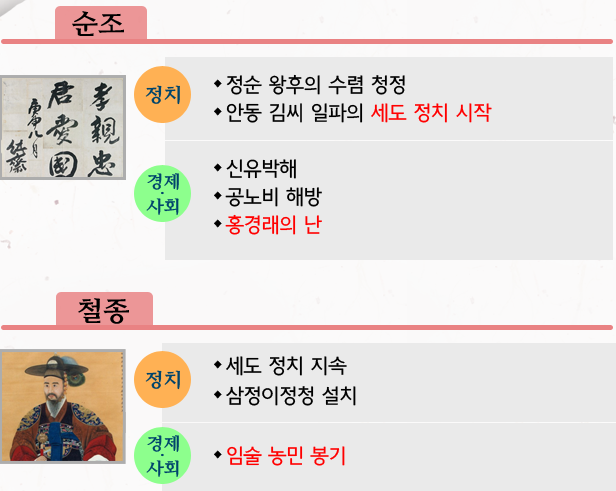 순조
정치
정순 왕후의 수렴 청정
안동 김씨 일파의 세도 정치 시작
孝親忠
君愛國
庚申八月
경제·사회
신유박해
공노비 해방
홍경래의 난
철종
정치
세도 정치 지속
삼정이정청 설치
경제·사회
임술 농민 봉기